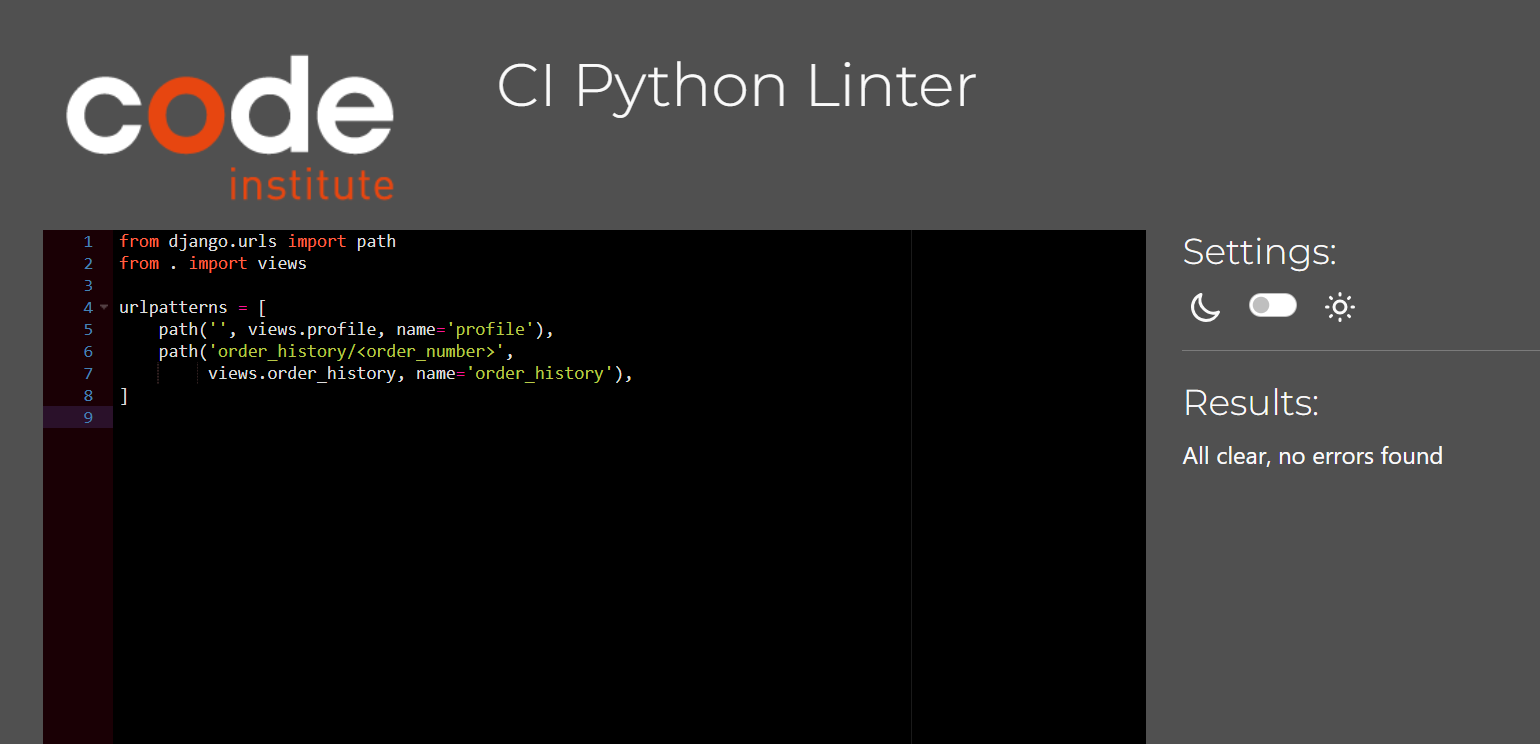 code
institute
CI Python Linter
1 from django.urls import path
2 from . import views
3
4 urlpatterns = [
5     path('', views.profile, name='profile'),
6     path('order_history/<order_number>',
7          views.order_history, name='order_history'),
8 ]
9
Settings:
Results:
All clear, no errors found